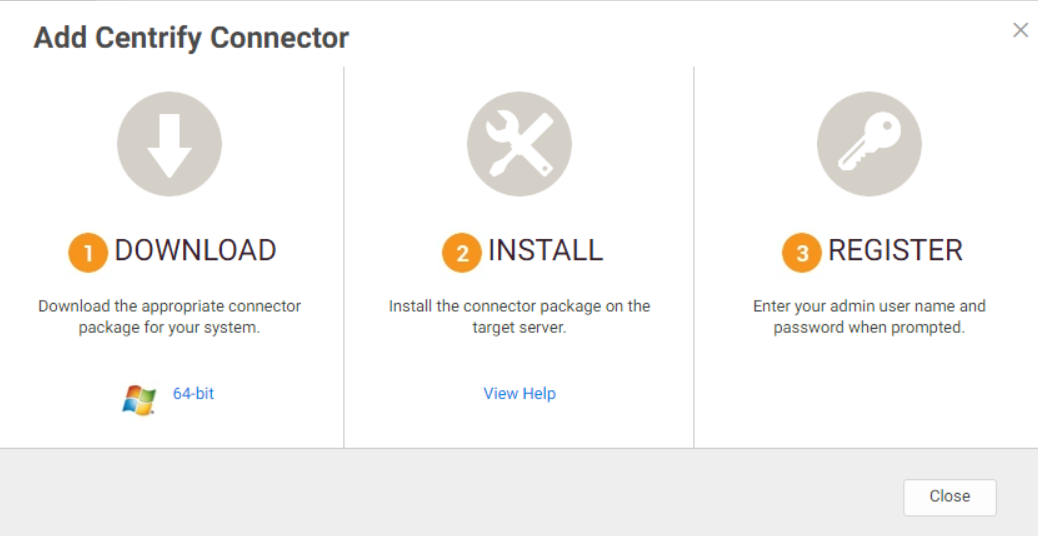 Add Centrify Connector
1 DOWNLOAD
Download the appropriate connector
package for your system.
64-bit
2 INSTALL
Install the connector package on the
target server.
View Help
3 REGISTER
Enter your admin user name and
password when prompted.
Close